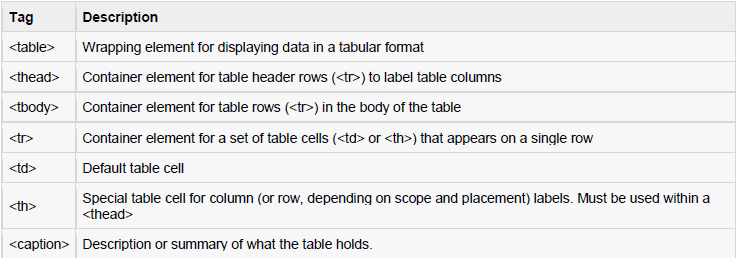 Tag Description
<table> Wrapping element for displaying data in a tabular format
<thead> Container element for table header rows (<tr>) to label table columns
<tbody> Container element for table rows (<tr>) in the body of the table
<tr> Container element for a set of table cells (<td> or <th>) that appears on a single row
<td> Default table cell
<th> Special table cell for column (or row, depending on scope and placement) labels. Must be used within a
<thead>
<caption> Description or summary of what the table holds.